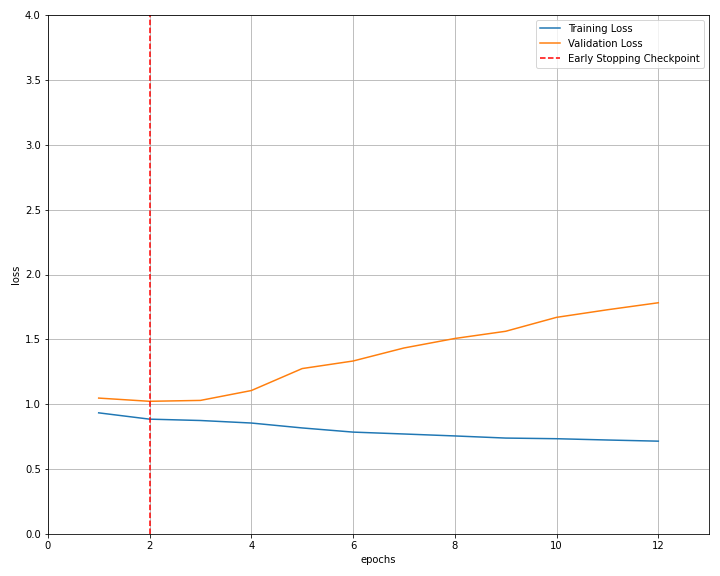 4.0
3.5
3.0
2.5
2.0
1.5
1.0
0.5
0.0
loss
Training Loss
Validation Loss
Early Stopping Checkpoint
0 2 4 6 8 10 12
epochs